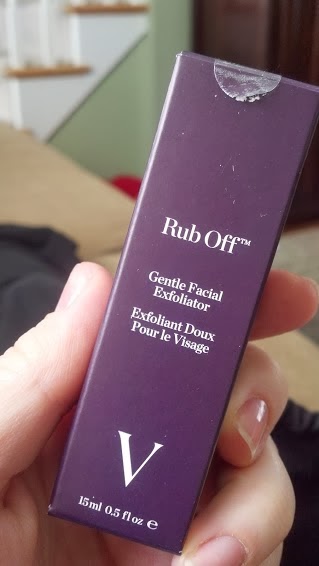 Rub Off™
Gentle Facial
Exfoliator
Exfoliant Doux
Pour le Visage
V
15ml 0.5 fl oz e